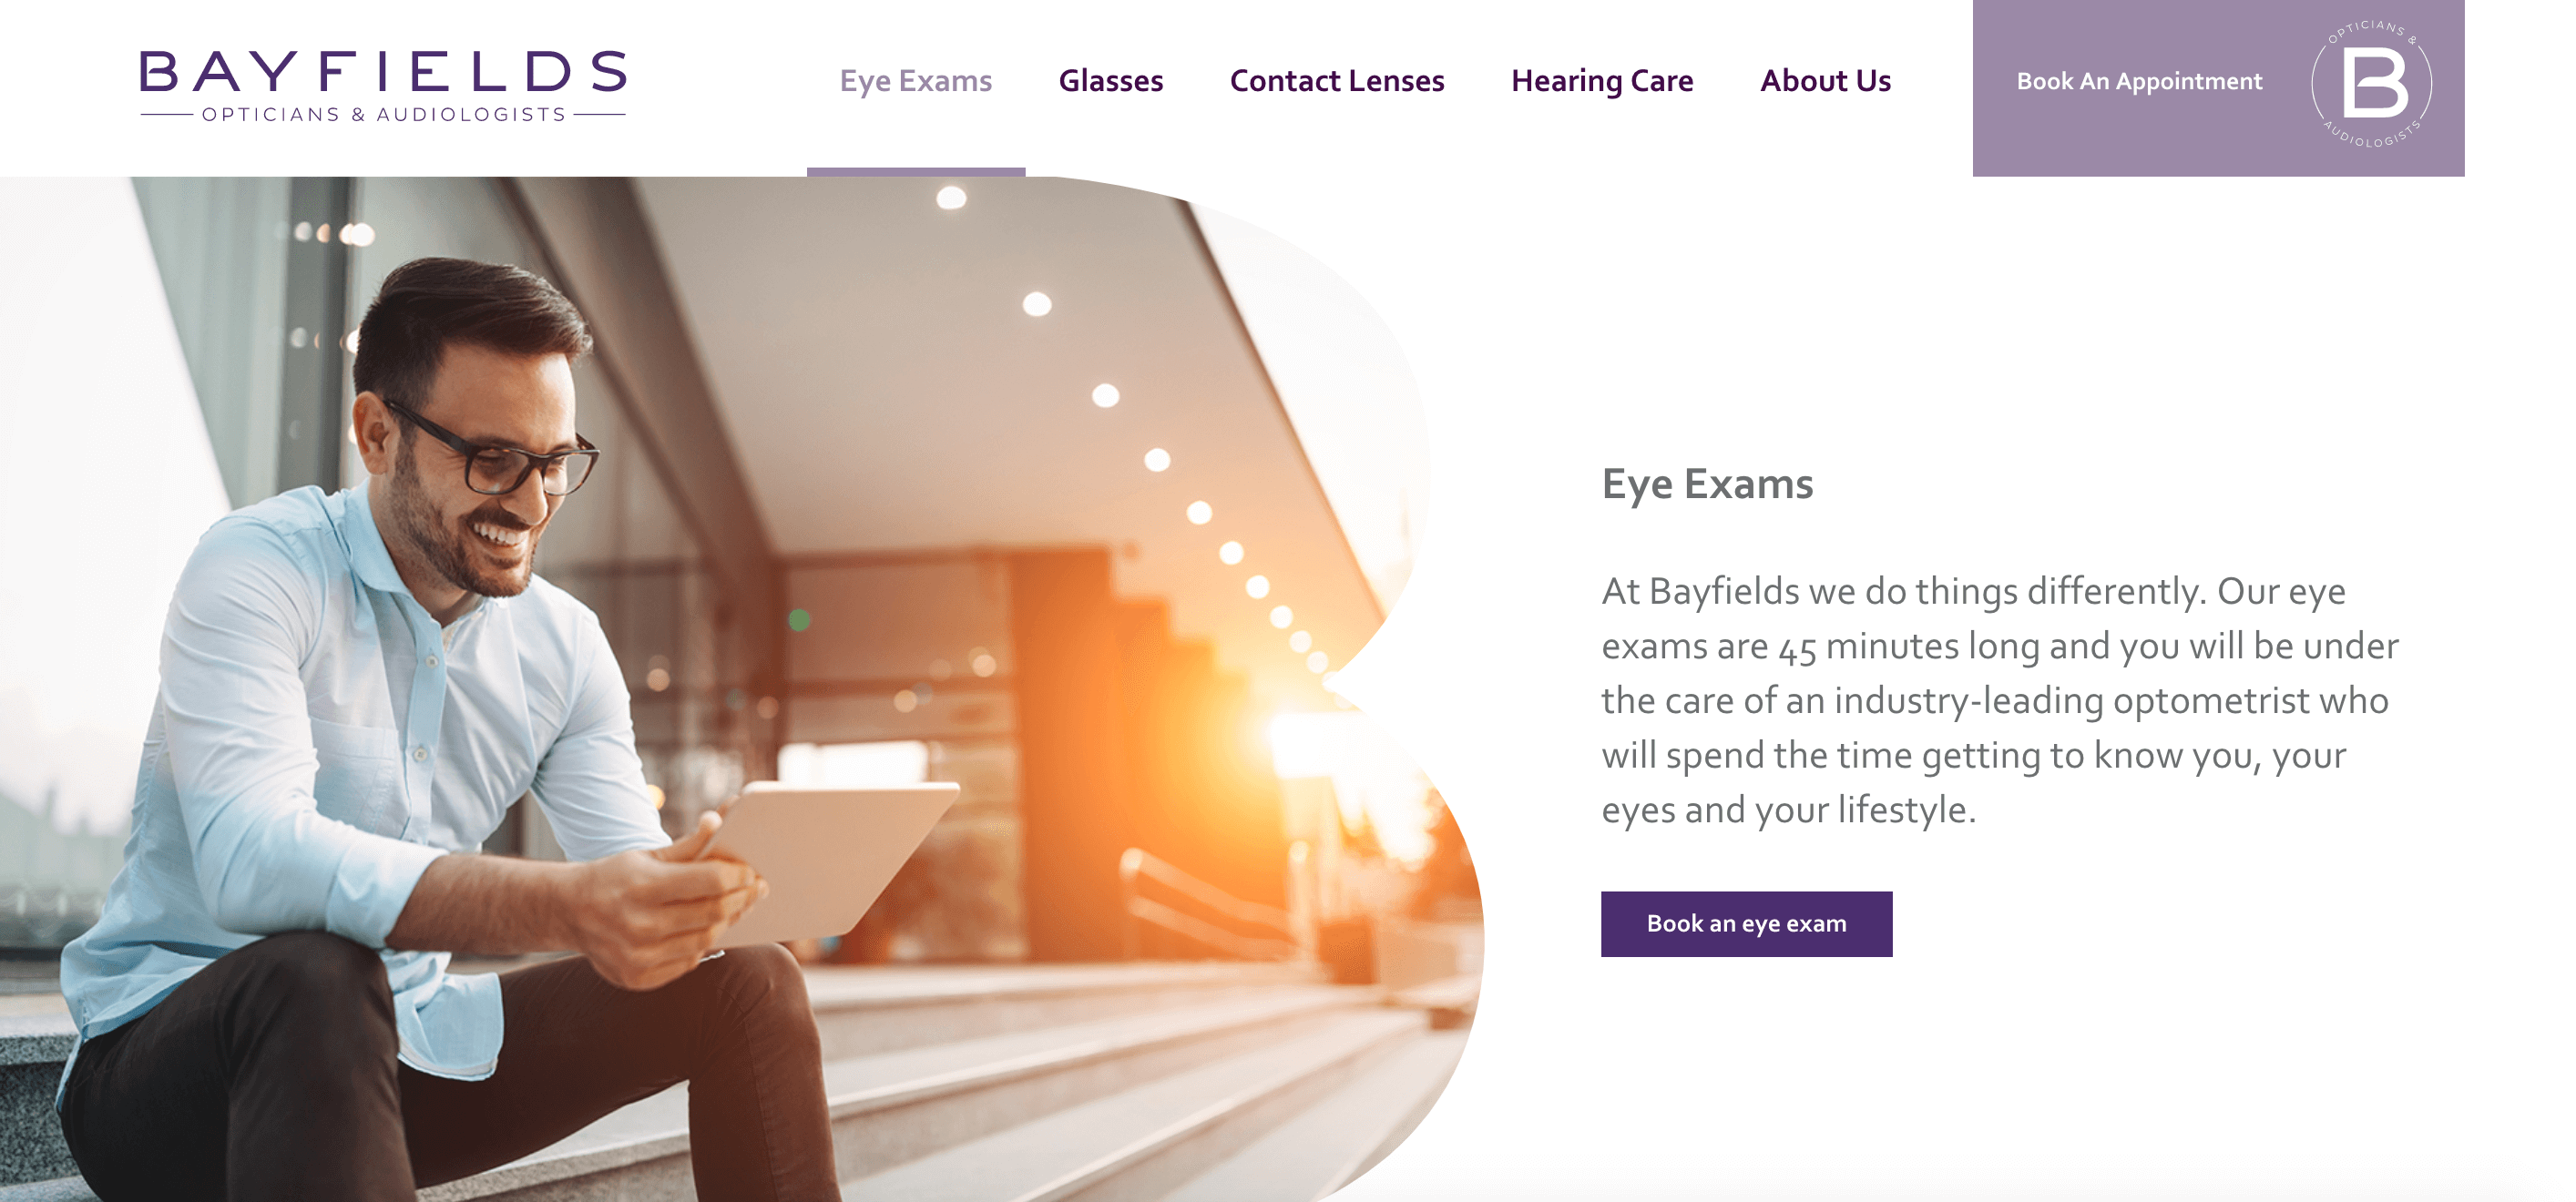 BAYFIELDS
OPTICIANS & AUDIOLOGISTS
Eye Exams
Glasses
Contact Lenses
Hearing Care
About Us
Book An Appointment
OPTICIANS &
B
AUDIOLOGISTS
Eye Exams
At Bayfields we do things differently. Our eye
exams are 45 minutes long and you will be under
the care of an industry-leading optometrist who
will spend the time getting to know you, your
eyes and your lifestyle.
Book an eye exam